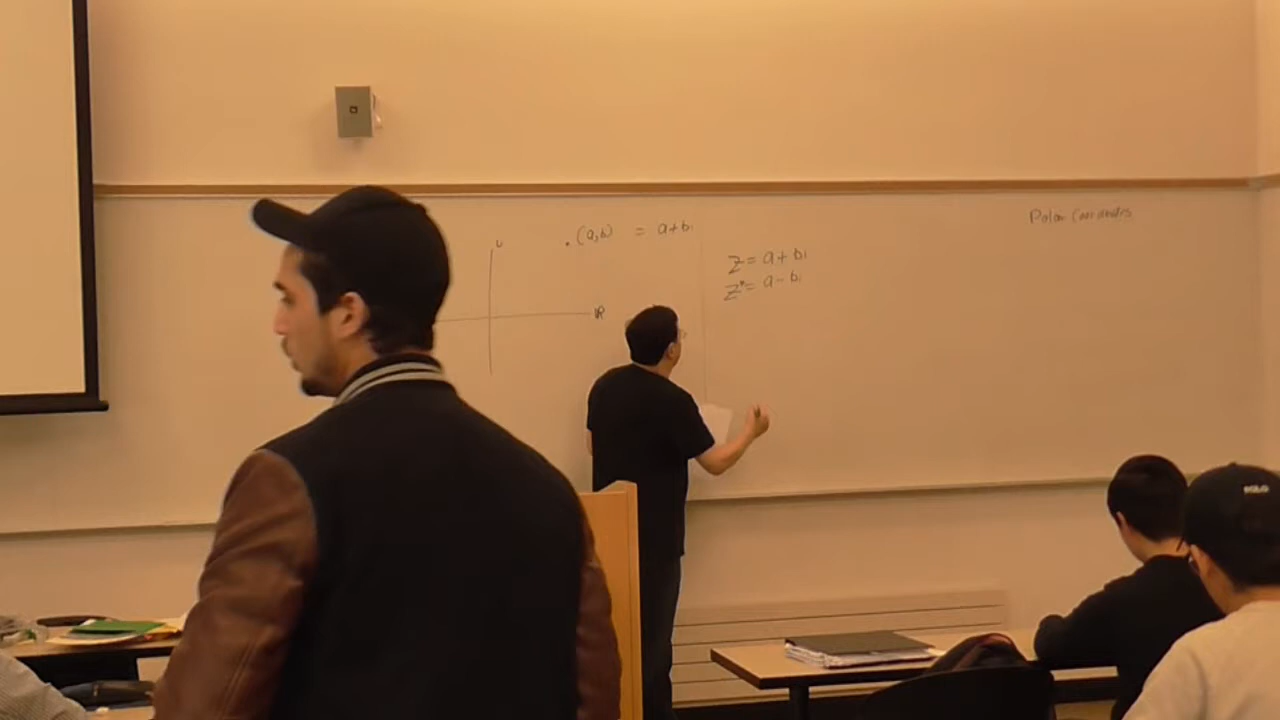 (a,b) = a+bi
ℝ
Z = a+bi
Z* = a-bi
Polar Coordinates
POLO